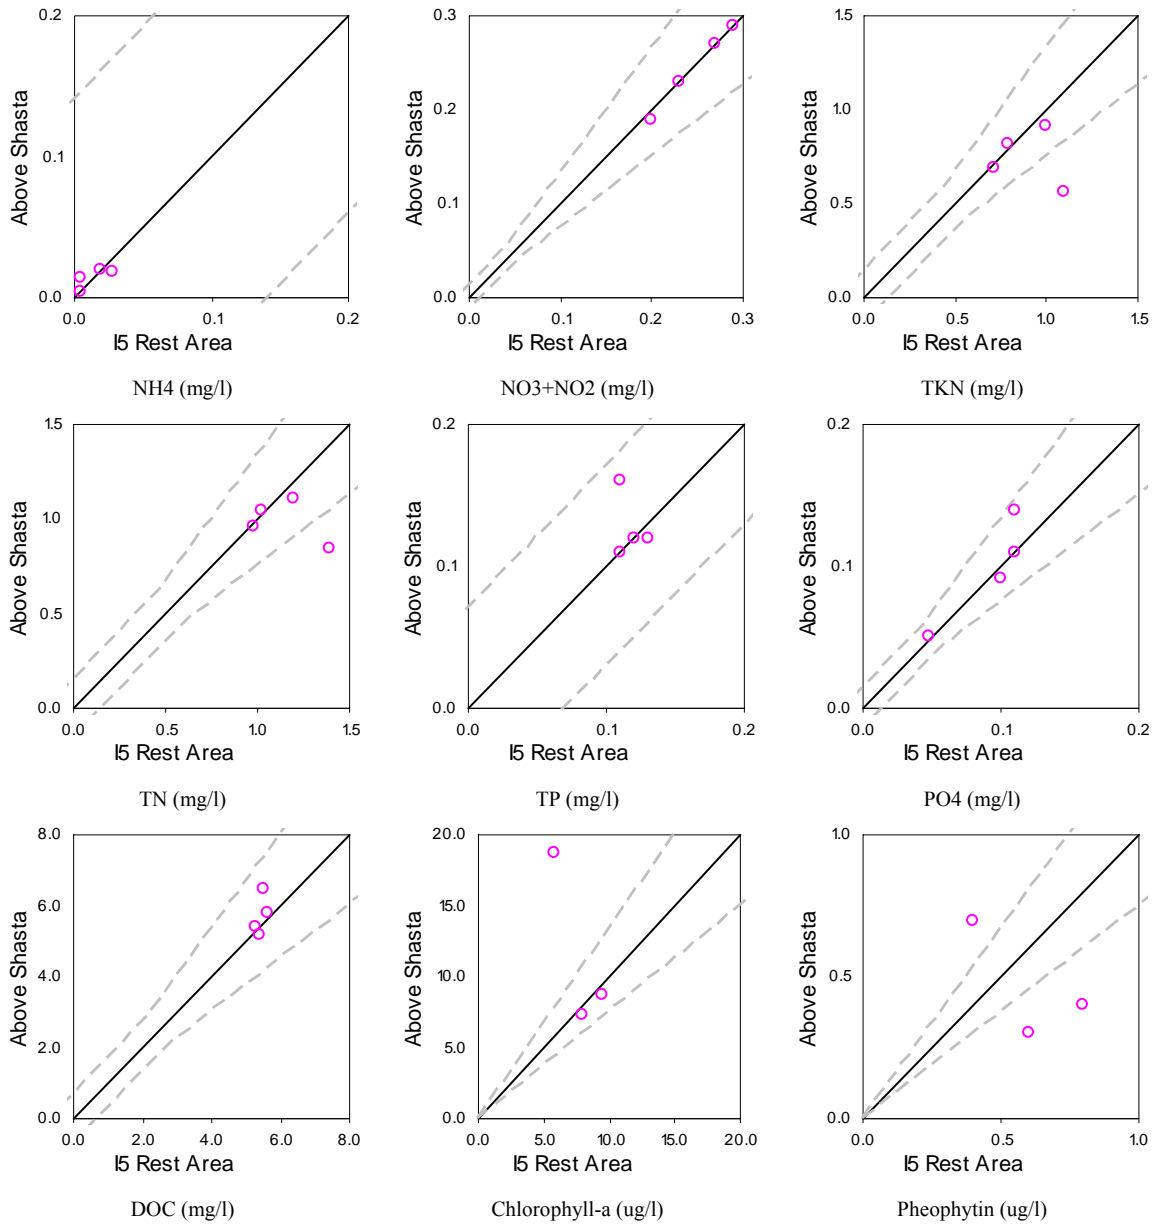 0.2
0.1
0.0
Above Shasta
0.0 0.1 0.2
I5 Rest Area
NH4 (mg/l)
0.3
0.2
0.1
0.0
Above Shasta
0.0 0.1 0.2 0.3
I5 Rest Area
NO3+NO2 (mg/l)
1.5
1.0
0.5
0.0
Above Shasta
0.0 0.5 1.0 1.5
I5 Rest Area
TKN (mg/l)
1.5
1.0
0.5
0.0
Above Shasta
0.0 0.5 1.0 1.5
I5 Rest Area
TN (mg/l)
0.2
0.1
0.0
Above Shasta
0.0 0.1 0.2
I5 Rest Area
TP (mg/l)
0.2
0.1
0.0
Above Shasta
0.0 0.1 0.2
I5 Rest Area
PO4 (mg/l)
8.0
6.0
4.0
2.0
0.0
Above Shasta
0.0 2.0 4.0 6.0 8.0
I5 Rest Area
DOC (mg/l)
20.0
15.0
10.0
5.0
0.0
Above Shasta
0.0 5.0 10.0 15.0 20.0
I5 Rest Area
Chlorophyll-a (ug/l)
1.0
0.5
0.0
Above Shasta
0.0 0.5 1.0
I5 Rest Area
Pheophytin (ug/l)